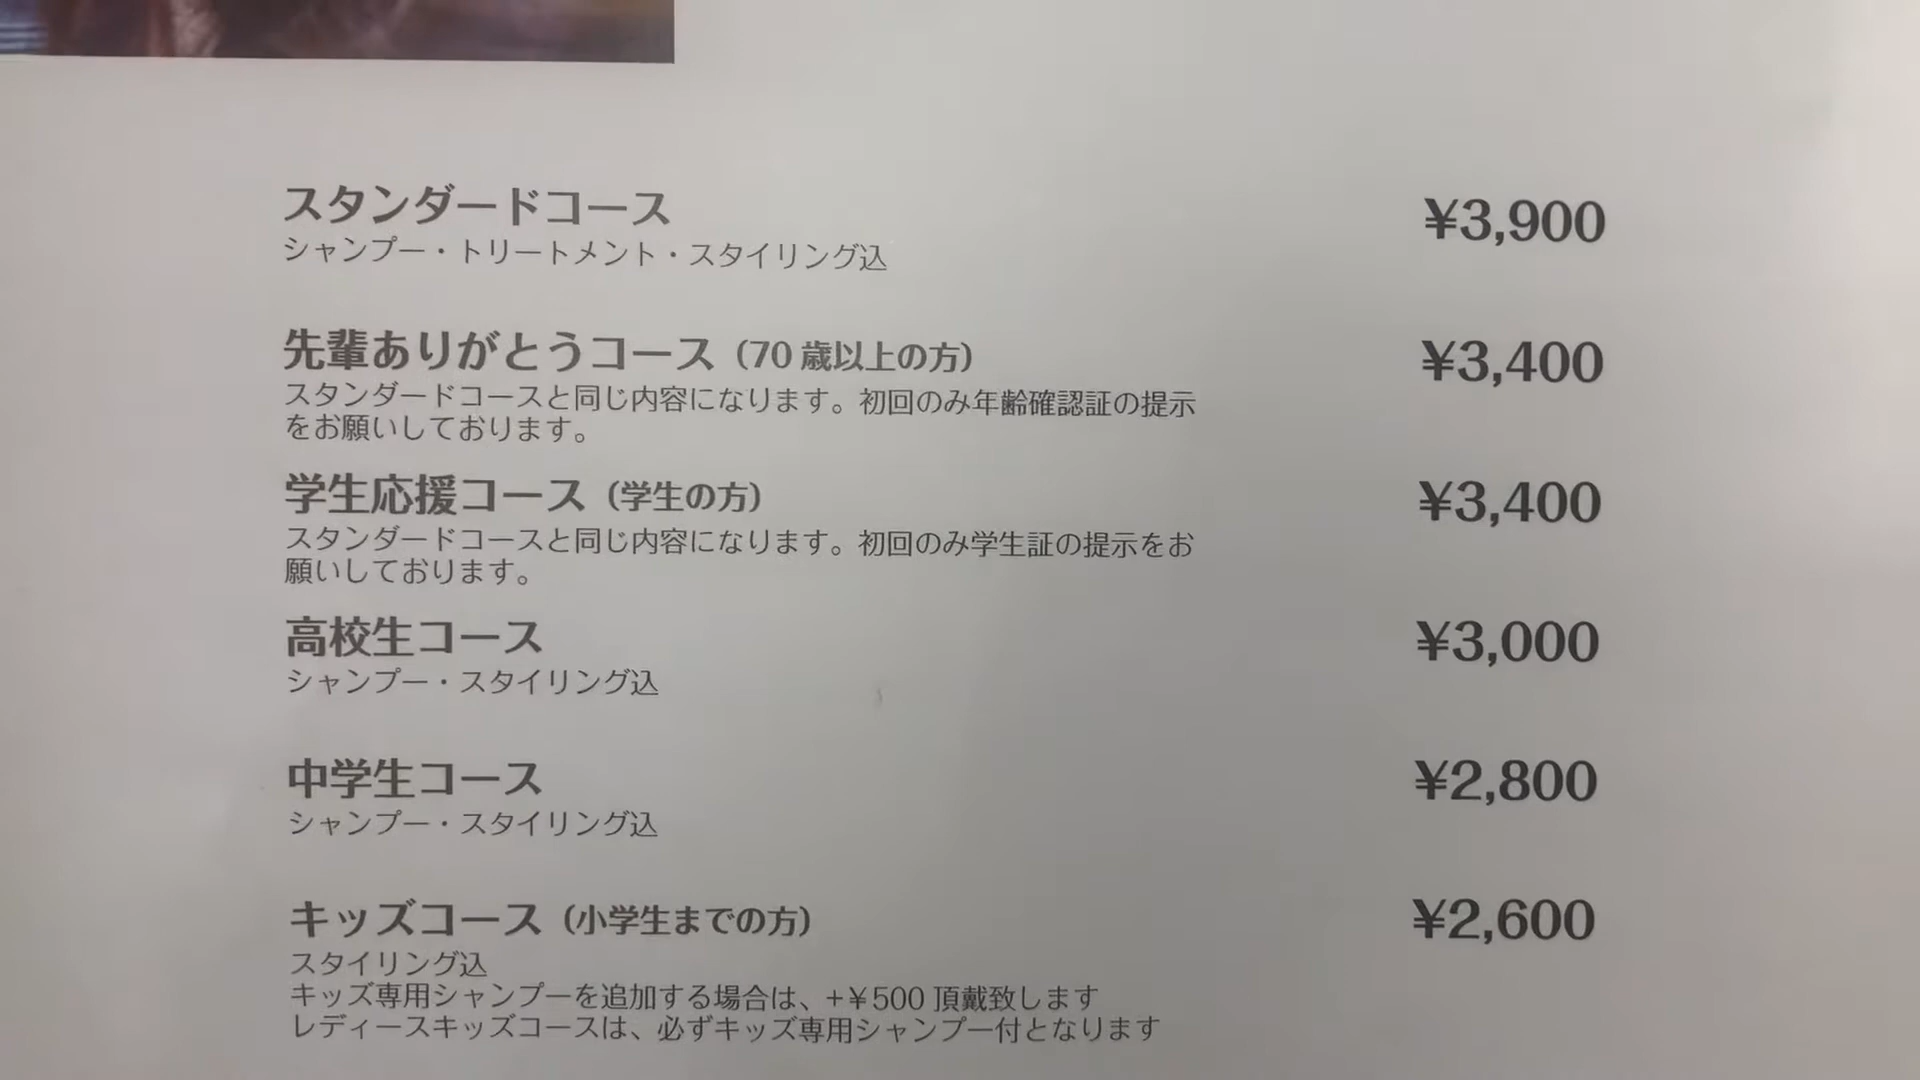 スタンダードコース ¥3,900
シャンプー・トリートメント・スタイリング込
先輩ありがとうコース（70歳以上の方） ¥3,400
スタンダードコースと同じ内容になります。初回のみ年齢確認証の提示
をお願いしております。
学生応援コース（学生の方） ¥3,400
スタンダードコースと同じ内容になります。初回のみ学生証の提示をお
願いしております。
高校生コース ¥3,000
シャンプー・スタイリング込
中学生コース ¥2,800
シャンプー・スタイリング込
キッズコース（小学生までの方） ¥2,600
スタイリング込
キッズ専用シャンプーを追加する場合は、+￥500頂戴致します
レディースキッズコースは、必ずキッズ専用シャンプー付となります